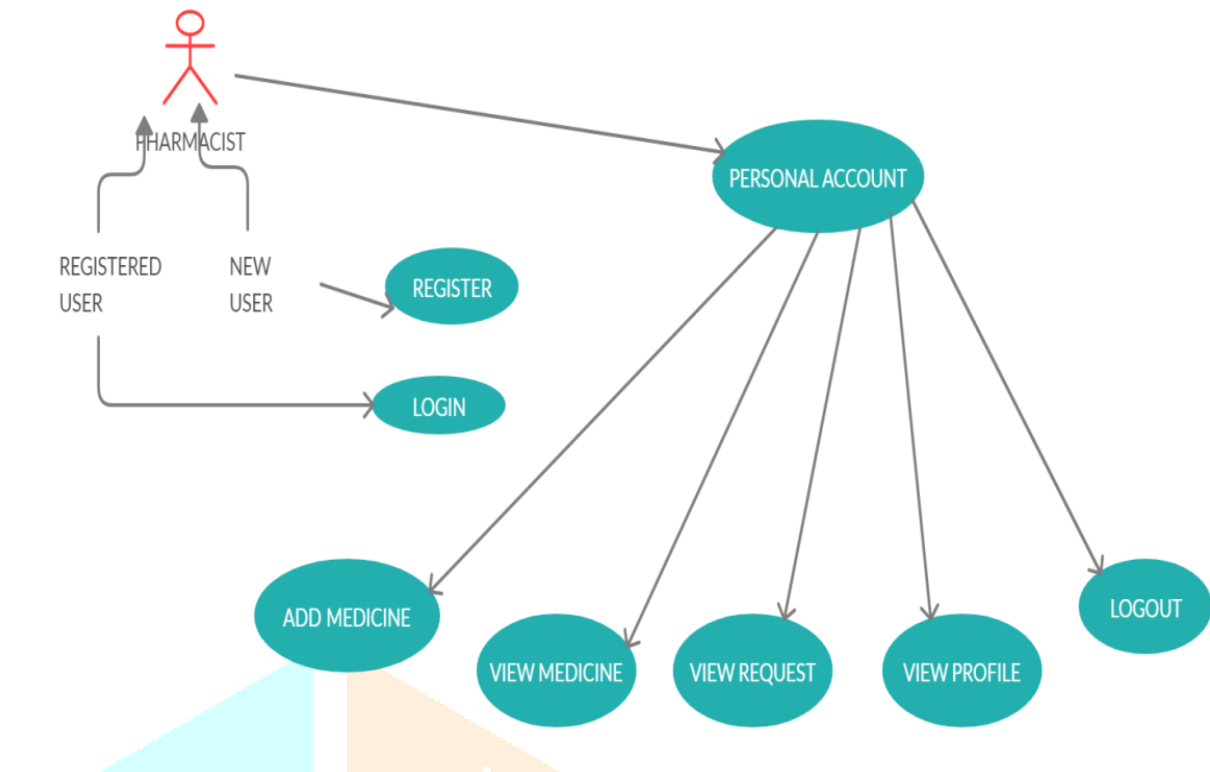 PHARMACIST
PERSONAL ACCOUNT
REGISTERED
USER
NEW
USER
REGISTER
LOGIN
ADD MEDICINE
VIEW MEDICINE
VIEW REQUEST
VIEW PROFILE
LOGOUT